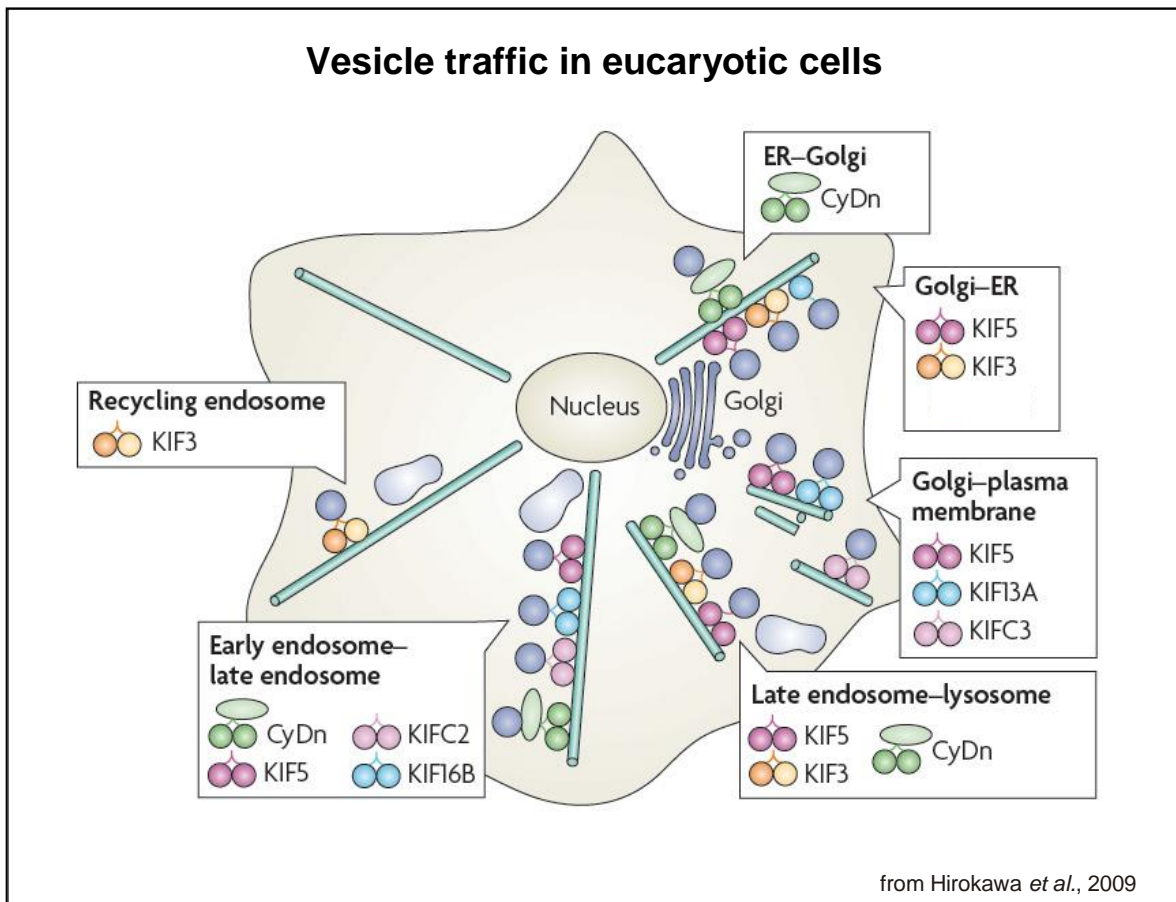 Vesicle traffic in eucaryotic cells
ER–Golgi
CyDn
Golgi–ER
KIF5
KIF3
Nucleus
Golgi
Recycling endosome
KIF3
Golgi–plasma
membrane
KIF5
KIF13A
KIFC3
Early endosome–
late endosome
CyDn
KIFC2
KIF5
KIF16B
Late endosome–lysosome
KIF5
CyDn
KIF3
from Hirokawa et al., 2009